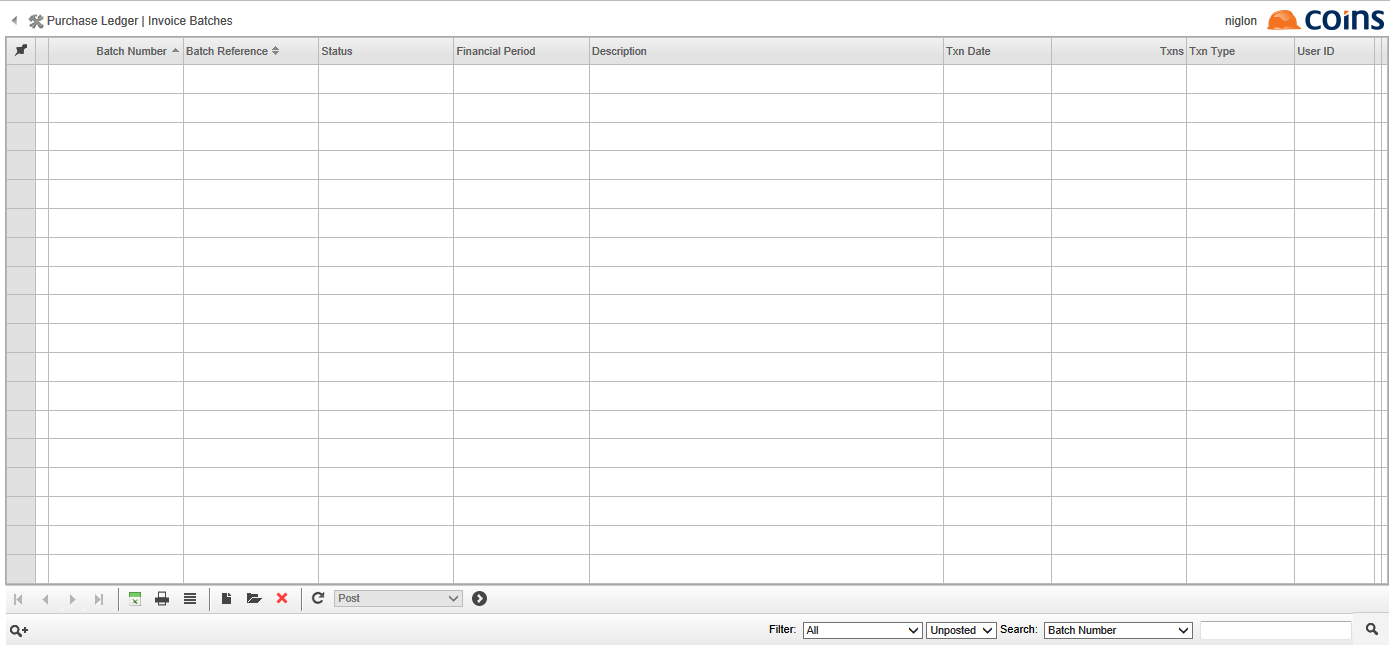 Purchase Ledger | Invoice Batches
niglon
coins
Batch Number Batch Reference Status Financial Period Description Txn Date Txns Txn Type User ID
Post
Filter: All Unposted Search: Batch Number